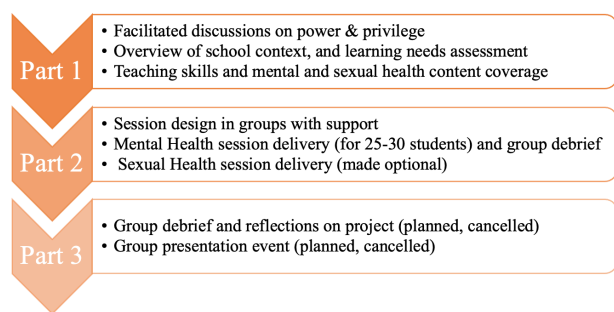 Part 1
• Facilitated discussions on power & privilege
• Overview of school context, and learning needs assessment
• Teaching skills and mental and sexual health content coverage
Part 2
• Session design in groups with support
• Mental Health session delivery (for 25-30 students) and group debrief
• Sexual Health session delivery (made optional)
Part 3
• Group debrief and reflections on project (planned, cancelled)
• Group presentation event (planned, cancelled)